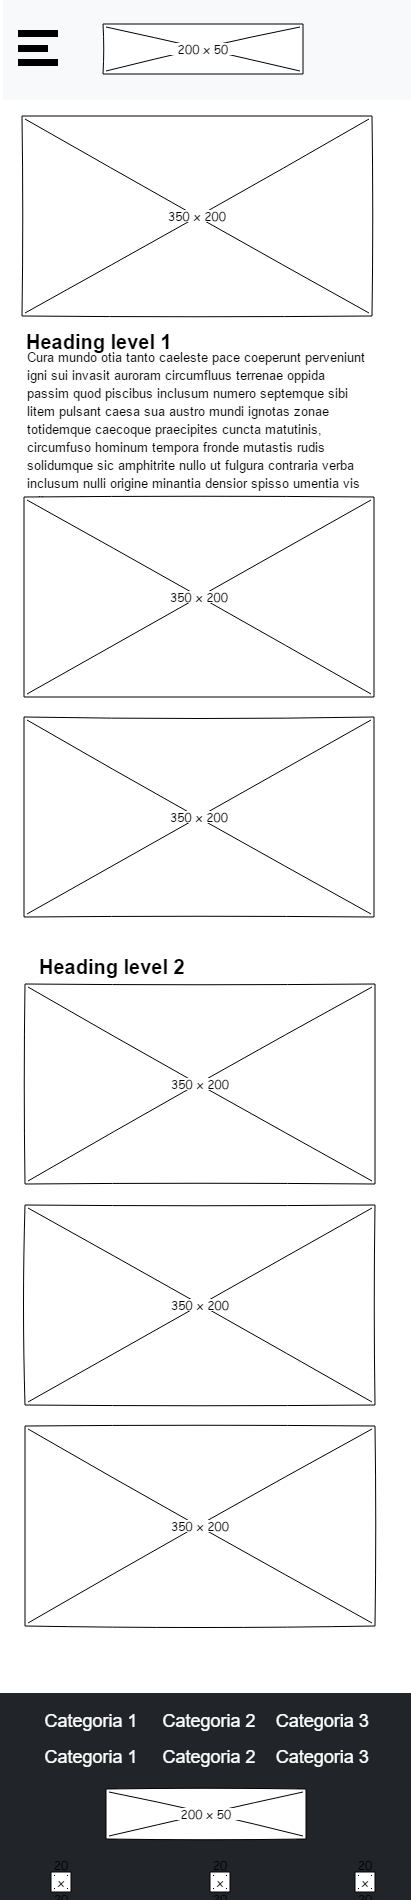 200 x 50
350 x 200
Heading level 1
Cura mundo otia tanto caeleste pace coeperunt perveniunt
igni sui invasit auroram circumfluus terrenae oppida
passim quod piscibus inclusum numero septemque sibi
litem pulsant caesa sua austro mundi ignotas zonae
totidemque caecoque praecipites cuncta matutinis,
circumfuso hominum tempora fronde mutastis rudis
solidumque sic amphitrite nullo ut fulgura contraria verba
inclusum nulli origine minantia densior spisso umentia vis
350 x 200
350 x 200
Heading level 2
350 x 200
350 x 200
350 x 200
Categoria 1 Categoria 2 Categoria 3
Categoria 1 Categoria 2 Categoria 3
200 x 50
20 20 20
x x x
20 20 20